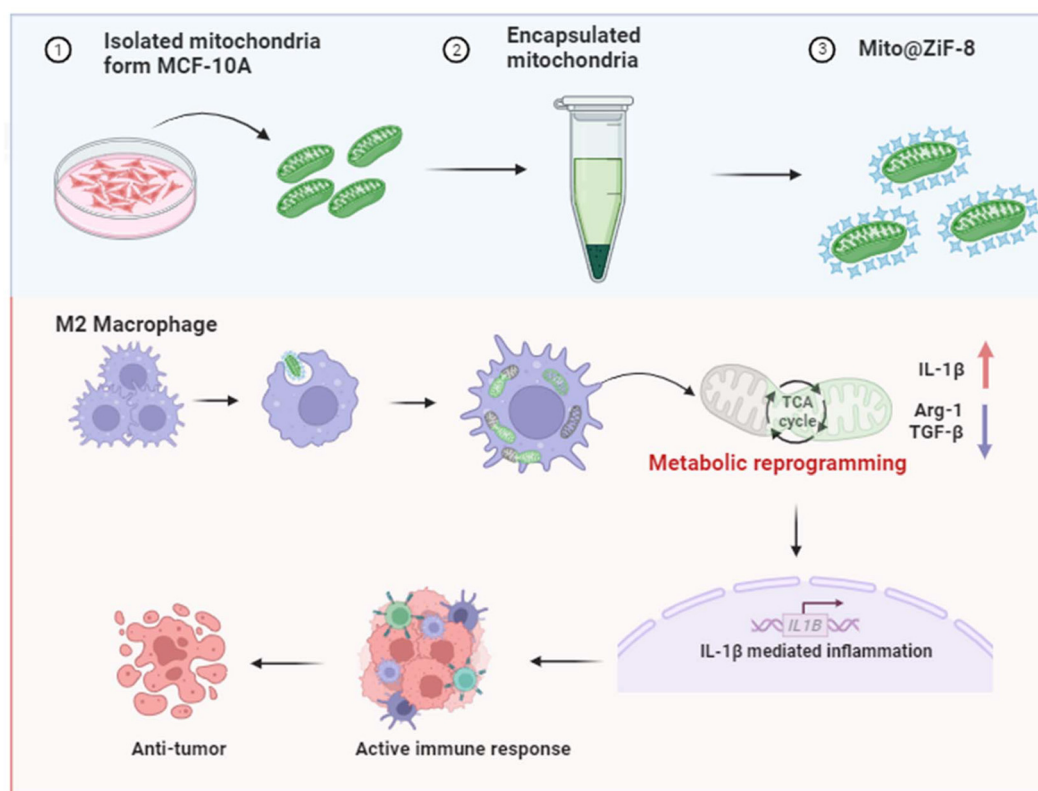 1
Isolated mitochondria
form MCF-10A
2
Encapsulated
mitochondria
3
Mito@ZiF-8
M2 Macrophage
TCA
cycle
IL-1β
Arg-1
TGF-β
Metabolic reprogramming
IL1B
IL-1β mediated inflammation
Anti-tumor
Active immune response